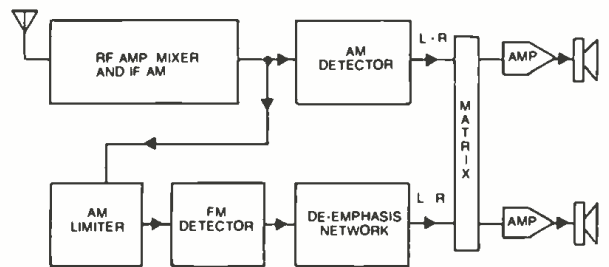 RF AMP MIXER
AND IF AM
AM
DETECTOR
L - R
MATRIX
AMP
AM
LIMITER
FM
DETECTOR
DE-EMPHASIS
NETWORK
L R
AMP